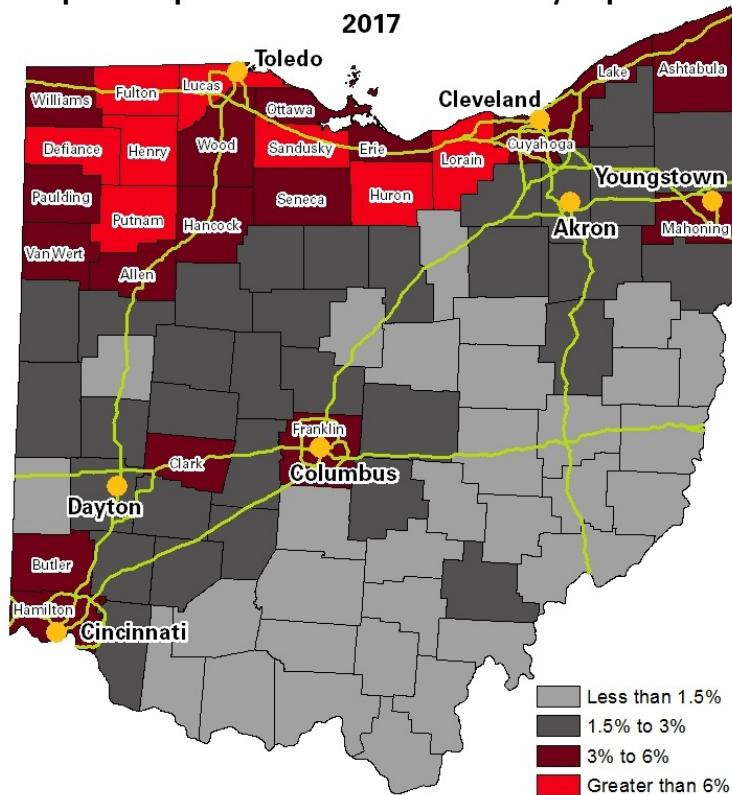 2017
Toledo
Lake
Ashtabula
Williams
Fulton
Lucas
Ottawa
Cleveland
Defiance
Henry
Wood
Sandusky
Erie
Lorain
Cuyahoga
Youngstown
Paulding
Putnam
Hancock
Seneca
Huron
Akron
Mahoning
Van Wert
Allen
Franklin
Columbus
Clark
Dayton
Butler
Hamilton
Cincinnati
Less than 1.5%
1.5% to 3%
3% to 6%
Greater than 6%